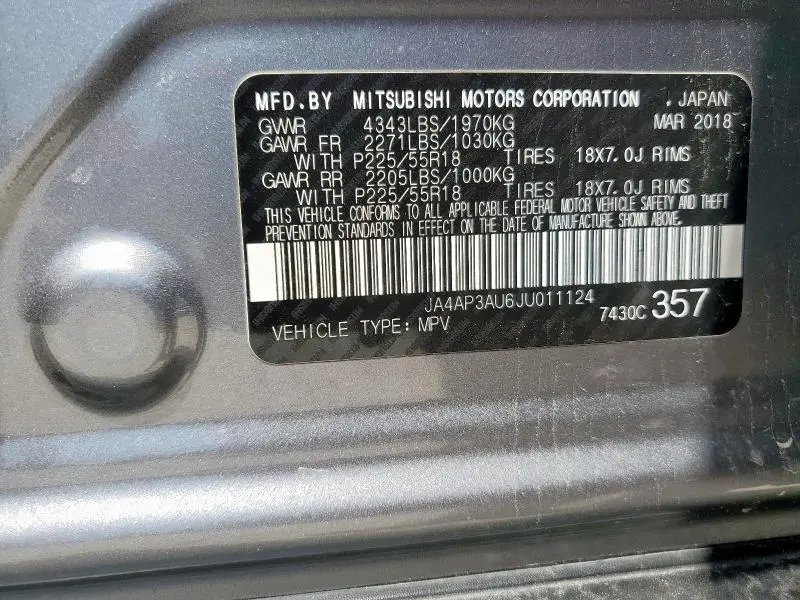 MFD.BY MITSUBISHI MOTORS CORPORATION , JAPAN
GVWR 4343LBS/1970KG MAR 2018
GAWR FR 2271LBS/1030KG
WITH P225/55R18 TIRES 18X7.0J RIMS
GAWR RR 2205LBS/1000KG
WITH P225/55R18 TIRES 18X7.0J RIMS
THIS VEHICLE CONFORMS TO ALL APPLICABLE FEDERAL MOTOR VEHICLE SAFETY AND THEFT
PREVENTION STANDARDS IN EFFECT ON THE DATE OF MANUFACTURE SHOWN ABOVE.
JA4AP3AU6JU011124
VEHICLE TYPE: MPV 7430C 357